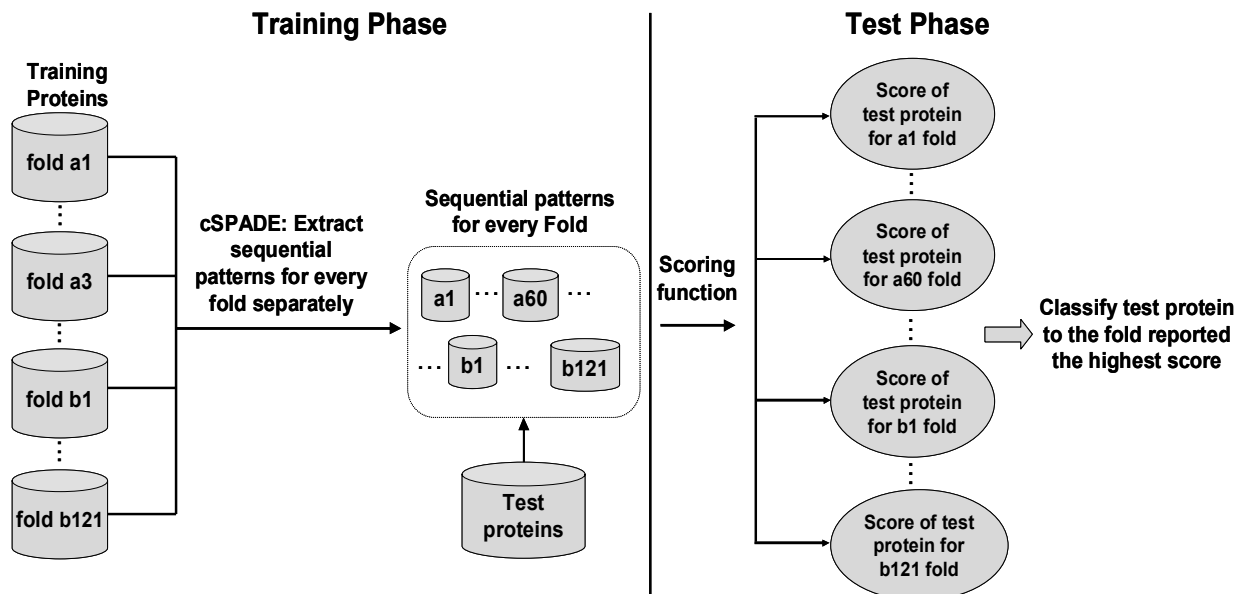 Training Phase
Test Phase
Training
Proteins
fold a1
fold a3
fold b1
fold b121
cSPADE: Extract
sequential
patterns for every
fold separately
Sequential patterns
for every Fold
a1 ... a60 ...
... b1 ... b121
Test
proteins
Scoring
function
Score of
test protein
for a1 fold
Score of
test protein
for a60 fold
Score of
test protein
for b1 fold
Score of test
protein for
b121 fold
Classify test protein
to the fold reported
the highest score